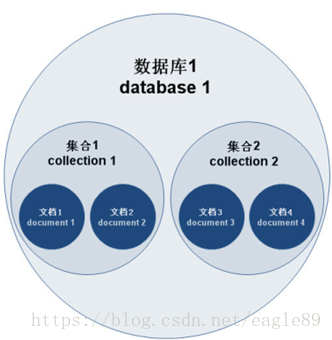 数据库1
database 1
集合1
collection 1
集合2
collection 2
文档1
document 1
文档2
document 2
文档3
document 3
文档4
document 4
https://blog.csdn.net/eagle89